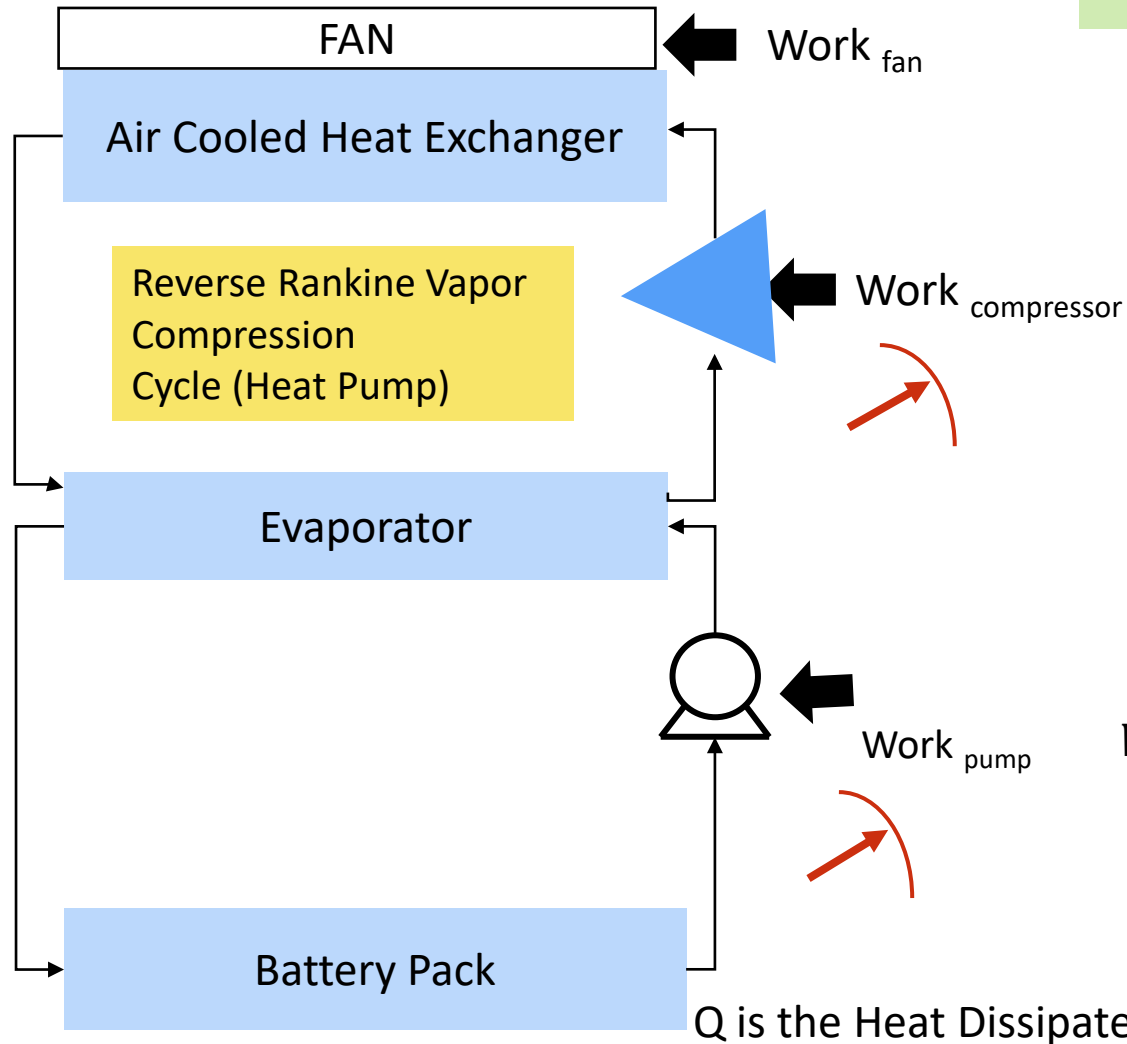 FAN
Work fan
Air Cooled Heat Exchanger
Reverse Rankine Vapor
Compression
Cycle (Heat Pump)
Work compressor
Evaporator
Work pump
Battery Pack
Q is the Heat Dissipate